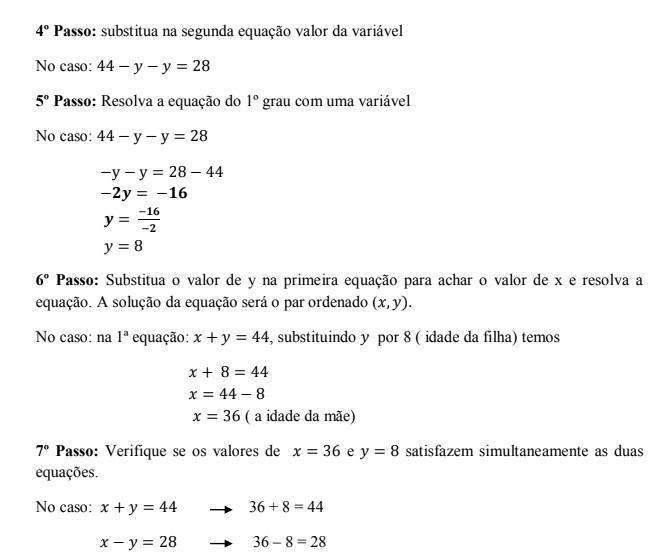 4º Passo: substitua na segunda equação valor da variável
No caso: 44 − y − y = 28
5º Passo: Resolva a equação do 1º grau com uma variável
No caso: 44 − y − y = 28
−y − y = 28 − 44
−2y = −16
y = −16/−2
y = 8
6º Passo: Substitua o valor de y na primeira equação para achar o valor de x e resolva a
equação. A solução da equação será o par ordenado (x, y).
No caso: na 1ª equação: x + y = 44, substituindo y por 8 ( idade da filha) temos
x + 8 = 44
x = 44 − 8
x = 36 ( a idade da mãe)
7º Passo: Verifique se os valores de x = 36 e y = 8 satisfazem simultaneamente as duas
equações.
No caso: x + y = 44 → 36 + 8 = 44
x − y = 28 → 36 – 8 = 28